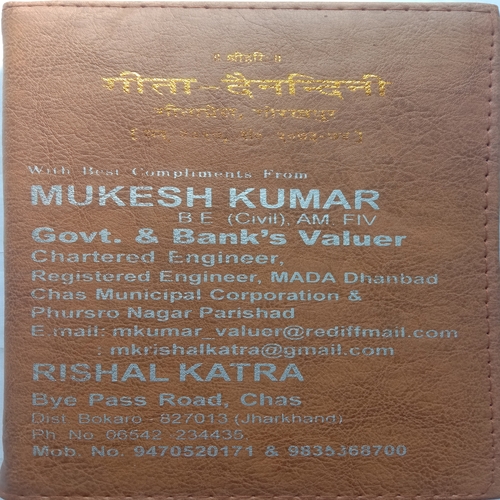 ॥ श्रीहरि ॥
गीता-दैनन्दिनी
गीताप्रेस, गोरखपुर
With Best Compliments From
MUKESH KUMAR
B E (Civil), AM FIV
Govt. & Bank's Valuer
Chartered Engineer,
Registered Engineer, MADA Dhanbad
Chas Municipal Corporation &
Phursro Nagar Parishad
E mail: mkumar_valuer@rediffmail.com
: mkrishalkatra@gmail.com
RISHAL KATRA
Bye Pass Road, Chas
Dist. Bokaro - 827013 (Jharkhand)
Ph. No. 06542 -234435,
Mob. No. 9470520171 & 9835368700